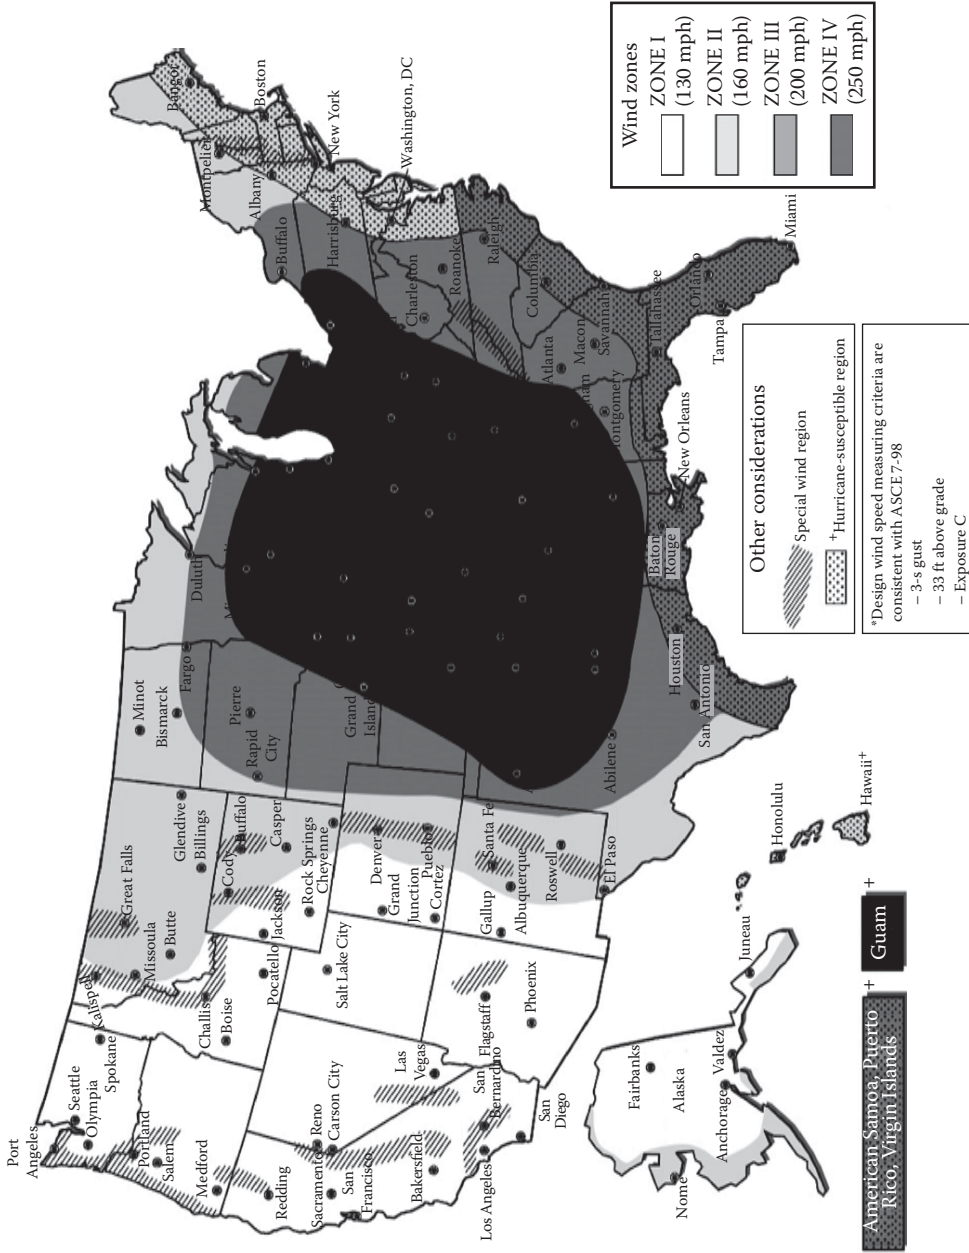 Wind zones
ZONE I
(130 mph)
ZONE II
(160 mph)
ZONE III
(200 mph)
ZONE IV
(250 mph)
Other considerations
Special wind region
+Hurricane-susceptible region
*Design wind speed measuring criteria are
consistent with ASCE 7-98
– 3-s gust
– 33 ft above grade
– Exposure C
Bangor
Boston
Montpelier
New York
Albany
Washington, DC
Harrisburg
Buffalo
Roanoke
Raleigh
Charleston
Columbia
Savannah
Macon
Atlanta
Tallahassee
Orlando
Miami
Tampa
New Orleans
Baton
Rouge
Houston
San Antonio
Abilene
Duluth
Fargo
Minot
Bismarck
Pierre
Rapid
City
Grand
Island
Glendive
Billings
Great Falls
Buffalo
Cody
Casper
Cheyenne
Rock Springs
Jackson
Denver
Pueblo
Grand
Junction
Cortez
Santa Fe
Gallup
Albuquerque
Roswell
El Paso
Butte
Missoula
Kalispell
Pocatello
Challis
Boise
Salt Lake City
Phoenix
Flagstaff
Las
Vegas
Spokane
Seattle
Olympia
Port
Angeles
Portland
Salem
Medford
Redding
Reno
Carson City
Sacramento
San
Francisco
Bakersfield
San
Bernardino
Los Angeles
San
Diego
Fairbanks
Alaska
Anchorage
Valdez
Nome
Juneau
Honolulu
Hawaii+
American Samoa, Puerto
Rico, Virgin Islands
+
Guam
+